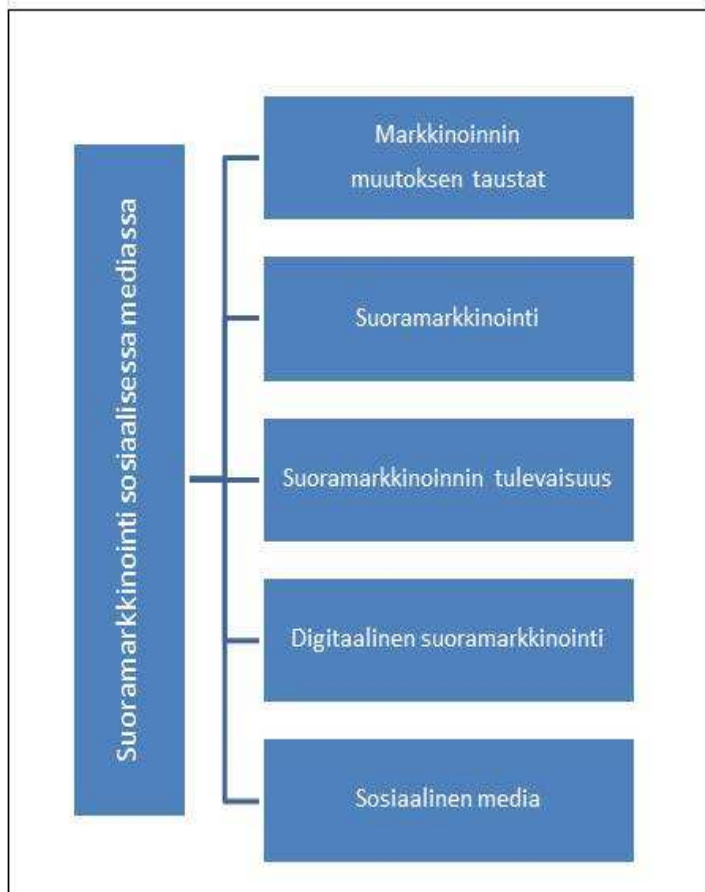 Suoramarkkinointi sosiaalisessa mediassa
Markkinoinnin
muutoksen taustat
Suoramarkkinointi
Suoramarkkinoinnin tulevaisuus
Digitaalinen suoramarkkinointi
Sosiaalinen media